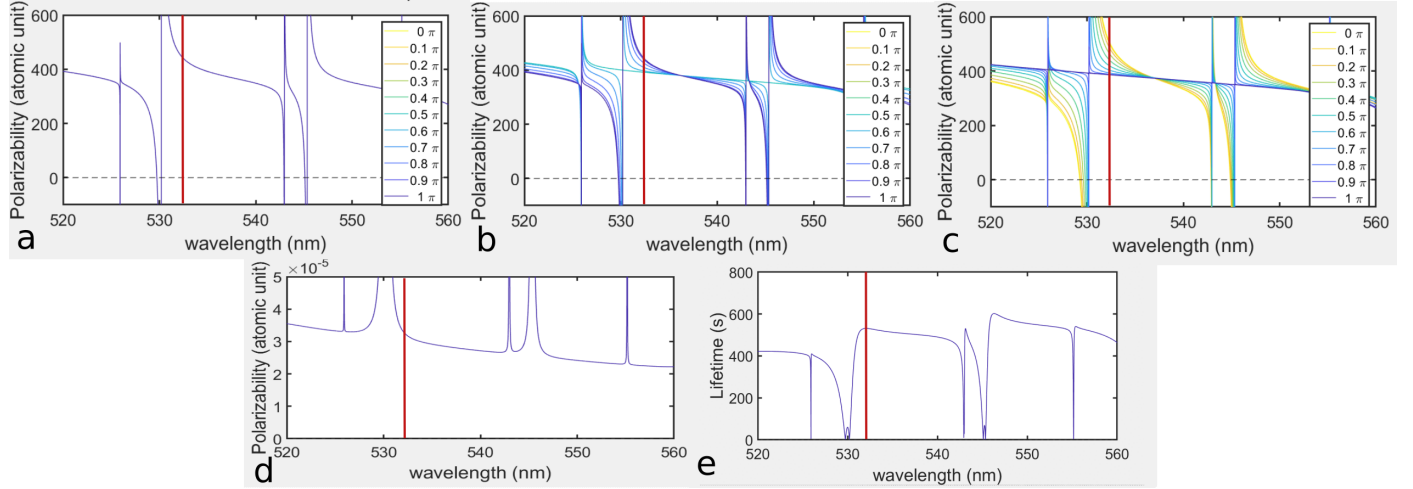 Polarizability (atomic unit)
600
400
200
0
520
530
540
550
560
wavelength (nm)
0 π
0.1 π
0.2 π
0.3 π
0.4 π
0.5 π
0.6 π
0.7 π
0.8 π
0.9 π
1 π
a
Polarizability (atomic unit)
600
400
200
0
520
530
540
550
560
wavelength (nm)
0 π
0.1 π
0.2 π
0.3 π
0.4 π
0.5 π
0.6 π
0.7 π
0.8 π
0.9 π
1 π
b
Polarizability (atomic unit)
600
400
200
0
520
530
540
550
560
wavelength (nm)
0 π
0.1 π
0.2 π
0.3 π
0.4 π
0.5 π
0.6 π
0.7 π
0.8 π
0.9 π
1 π
c
Polarizability (atomic unit)
×10⁻⁵
5
4
3
2
1
0
520
530
540
550
560
wavelength (nm)
d
Lifetime (s)
800
600
400
200
0
520
530
540
550
560
wavelength (nm)
e